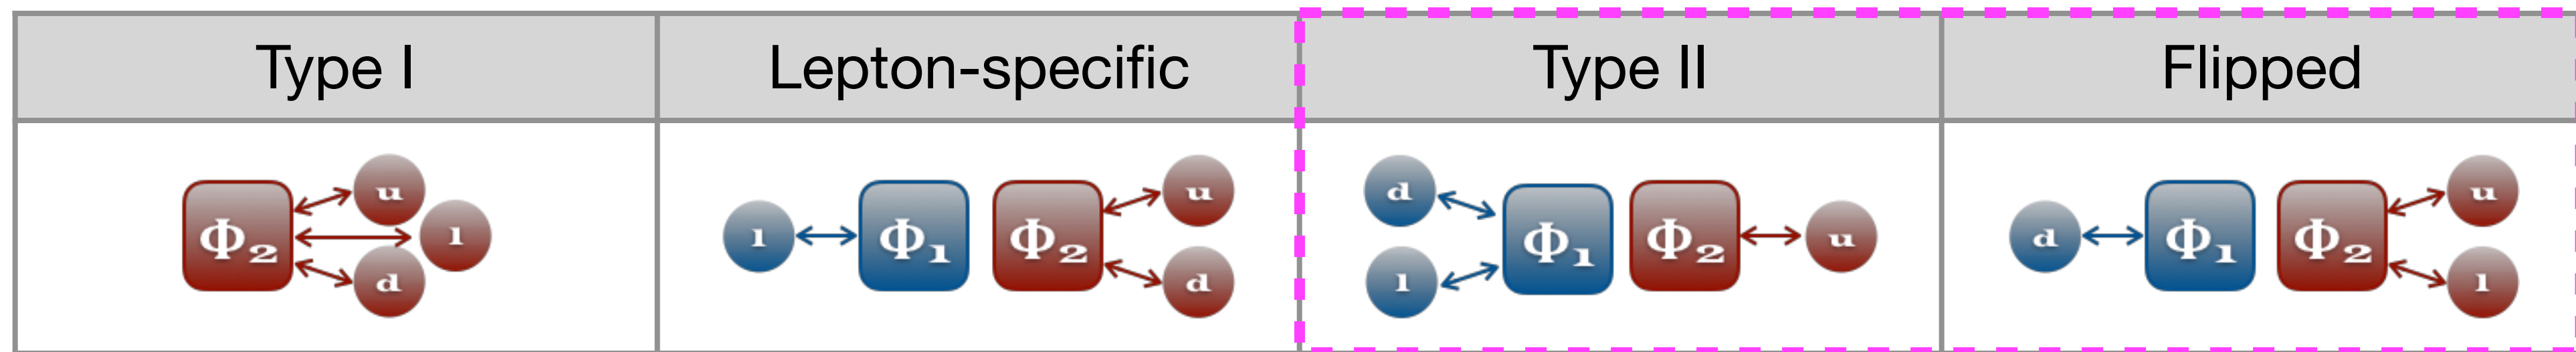 Type I
Lepton-specific
Type II
Flipped
Φ₂ u l d
l Φ₁ Φ₂ u d
d l Φ₁ Φ₂ u
d Φ₁ Φ₂ u l